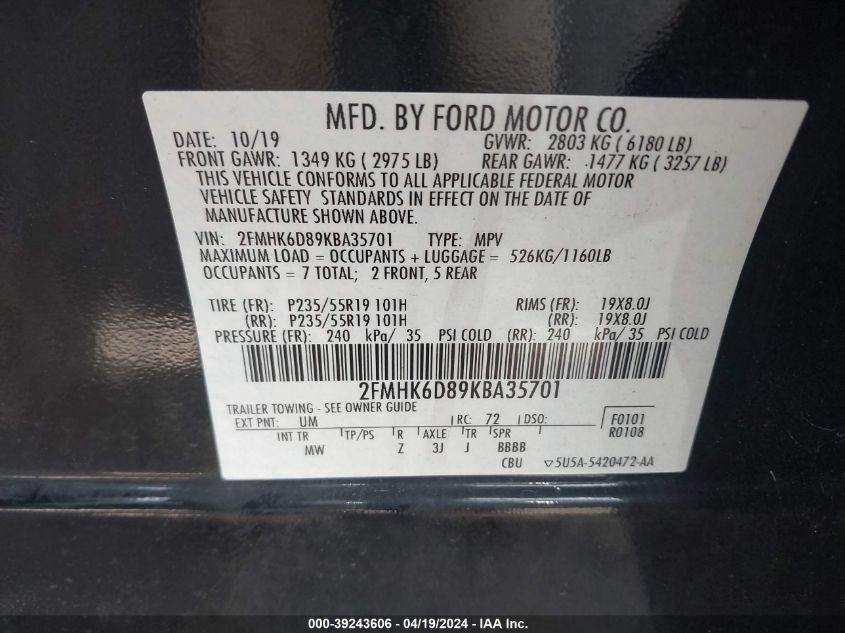 MFD. BY FORD MOTOR CO.
DATE: 10/19 GVWR: 2803 KG ( 6180 LB)
FRONT GAWR: 1349 KG ( 2975 LB) REAR GAWR: 1477 KG ( 3257 LB)
THIS VEHICLE CONFORMS TO ALL APPLICABLE FEDERAL MOTOR
VEHICLE SAFETY STANDARDS IN EFFECT ON THE DATE OF
MANUFACTURE SHOWN ABOVE.
VIN: 2FMHK6D89KBA35701 TYPE: MPV
MAXIMUM LOAD = OCCUPANTS + LUGGAGE = 526KG/1160LB
OCCUPANTS = 7 TOTAL; 2 FRONT, 5 REAR
TIRE (FR): P235/55R19 101H RIMS (FR): 19X8.0J
(RR): P235/55R19 101H (RR): 19X8.0J
PRESSURE (FR): 240 kPa/ 35 PSI COLD (RR): 240 kPa/ 35 PSI COLD
2FMHK6D89KBA35701
TRAILER TOWING - SEE OWNER GUIDE
EXT PNT: UM RC: 72 DSO: F0101
INT TR TP/PS R AXLE TR SPR R0108
MW Z 3J J BBBB
CBU ▽5U5A-5420472-AA
000-39243606 - 04/19/2024 - IAA Inc.